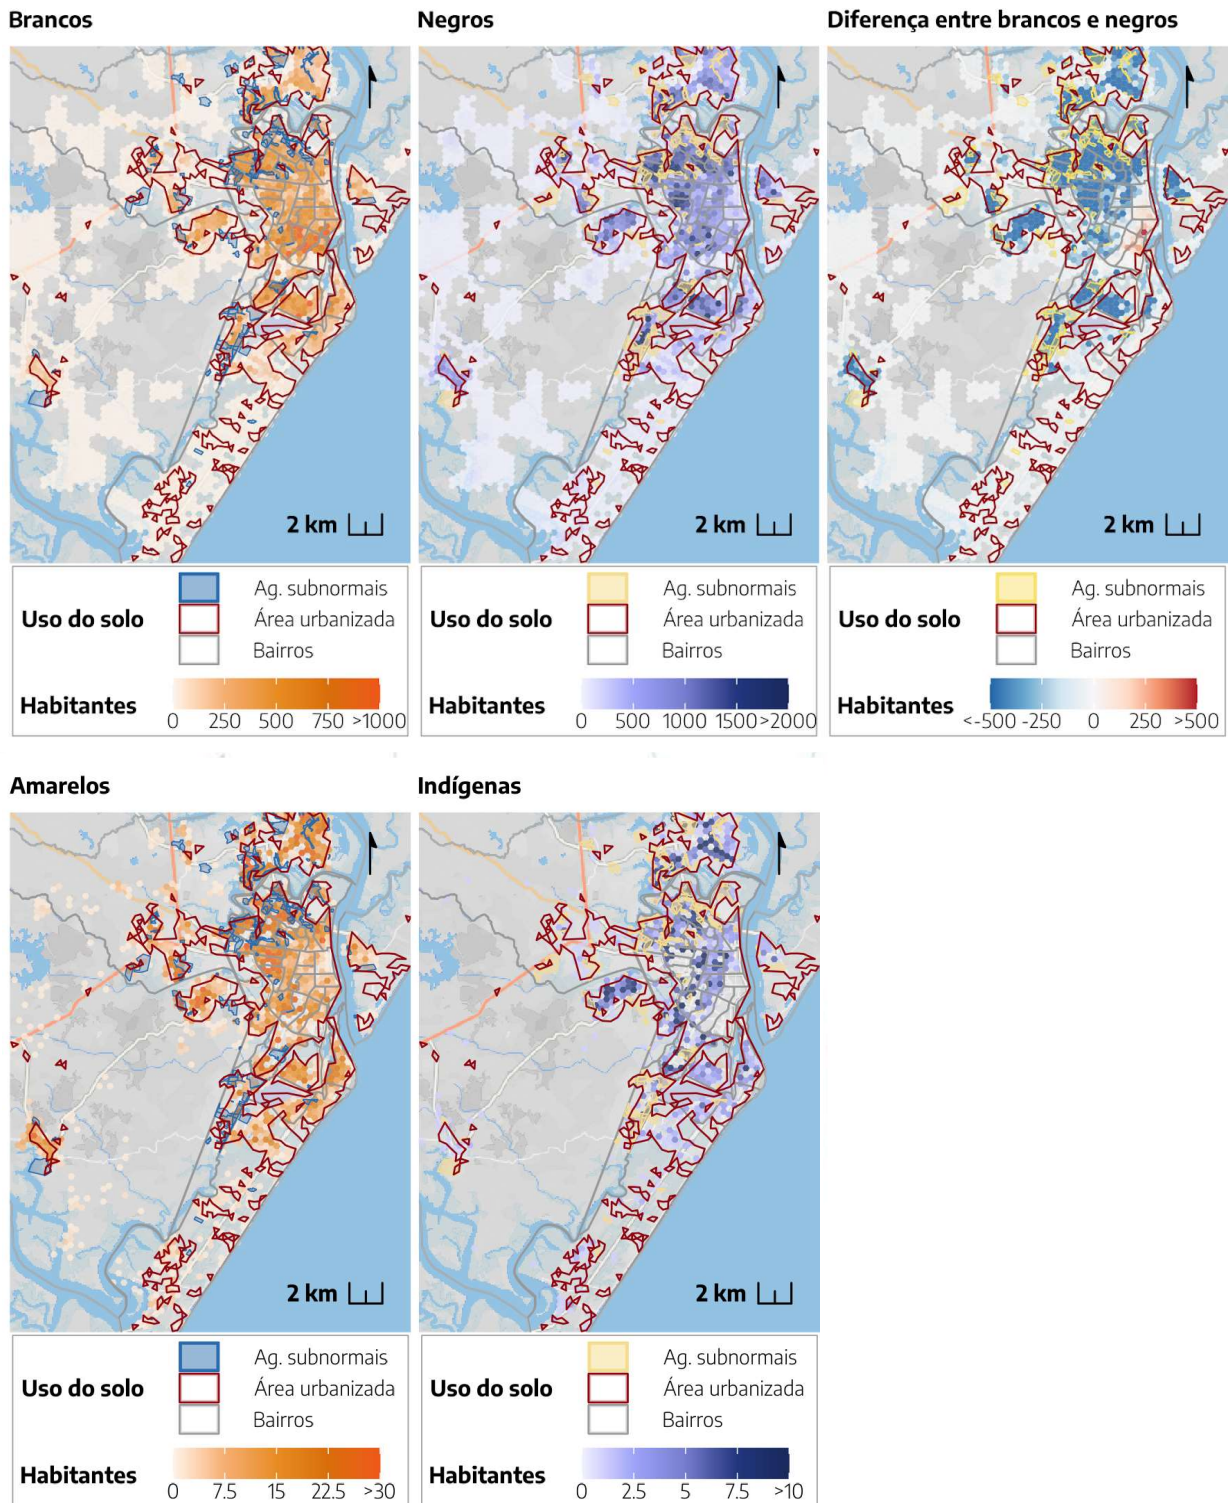 Brancos
Negros
Diferença entre brancos e negros
2 km
2 km
2 km
Uso do solo
Ag. subnormais
Área urbanizada
Bairros
Habitantes
0 250 500 750 >1000
Uso do solo
Ag. subnormais
Área urbanizada
Bairros
Habitantes
0 500 1000 1500 >2000
Uso do solo
Ag. subnormais
Área urbanizada
Bairros
Habitantes
<-500 -250 0 250 >500
Amarelos
Indígenas
2 km
2 km
Uso do solo
Ag. subnormais
Área urbanizada
Bairros
Habitantes
0 7.5 15 22.5 >30
Uso do solo
Ag. subnormais
Área urbanizada
Bairros
Habitantes
0 2.5 5 7.5 >10